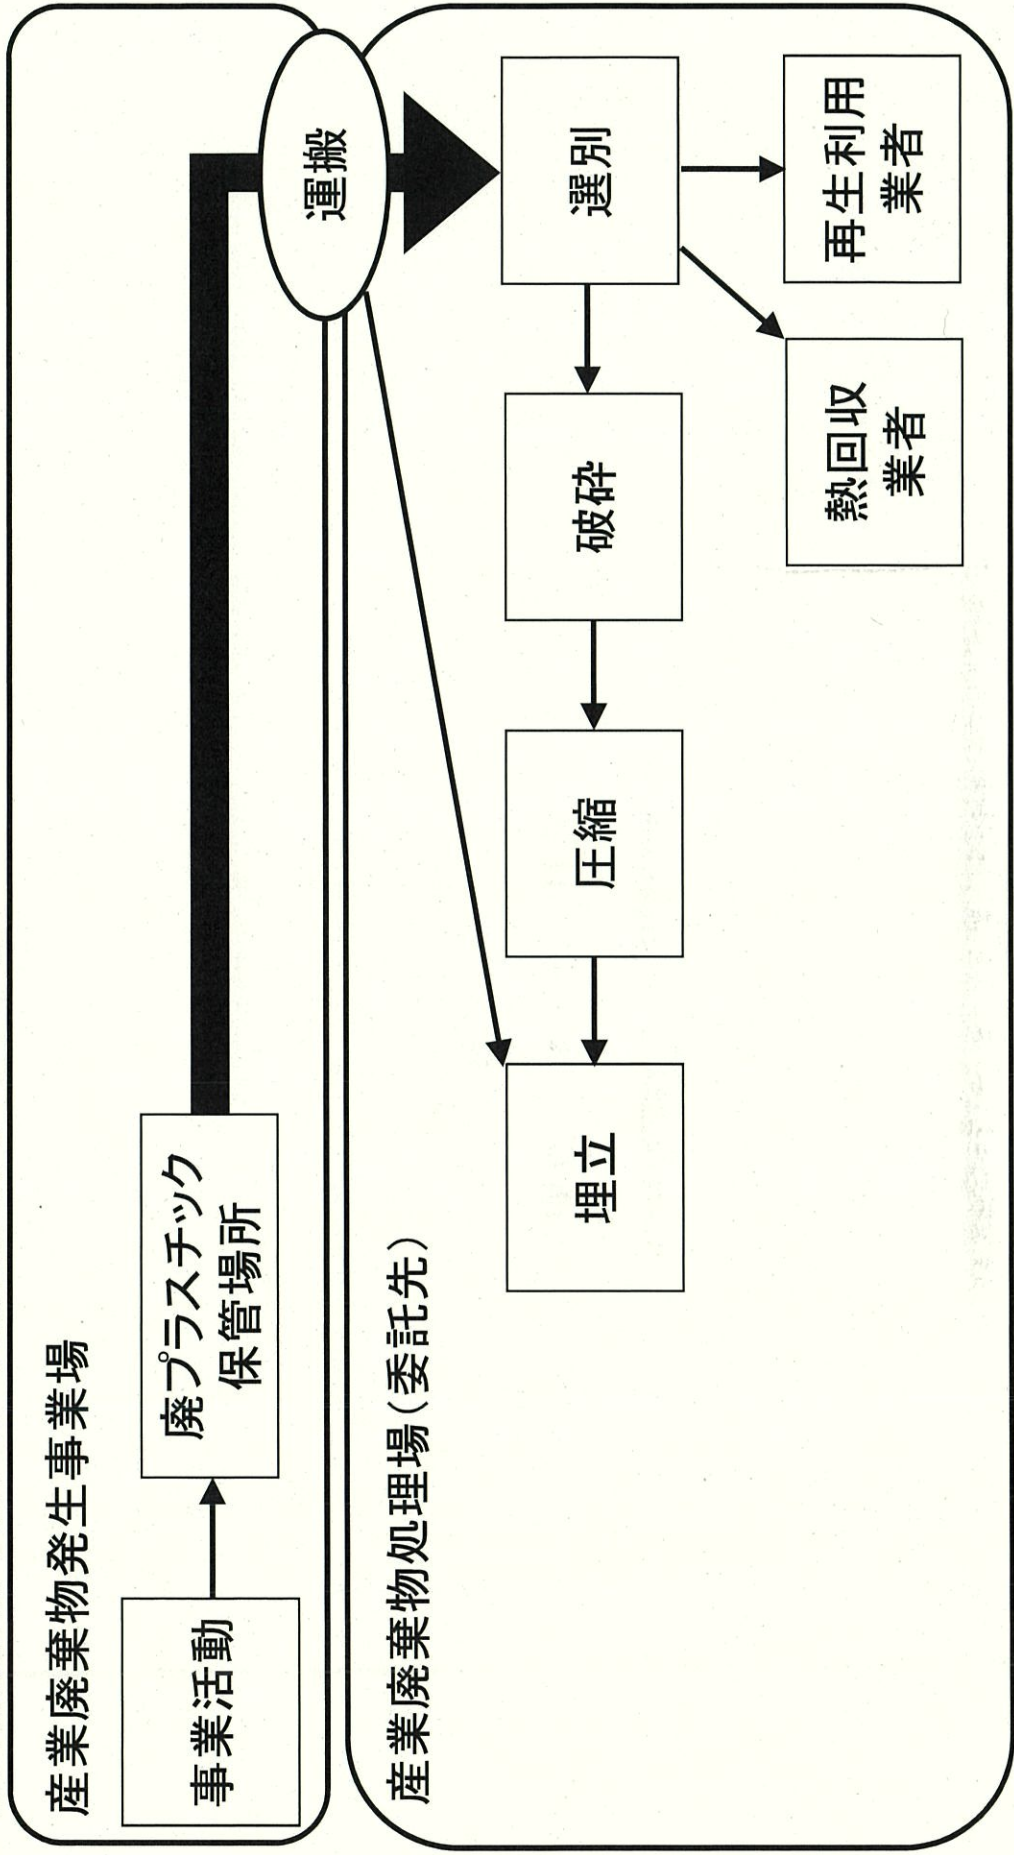 産業廃棄物発生事業場
事業活動
廃プラスチック
保管場所
運搬
産業廃棄物処理場（委託先）
埋立
圧縮
破砕
選別
熱回収
業者
再生利用
業者